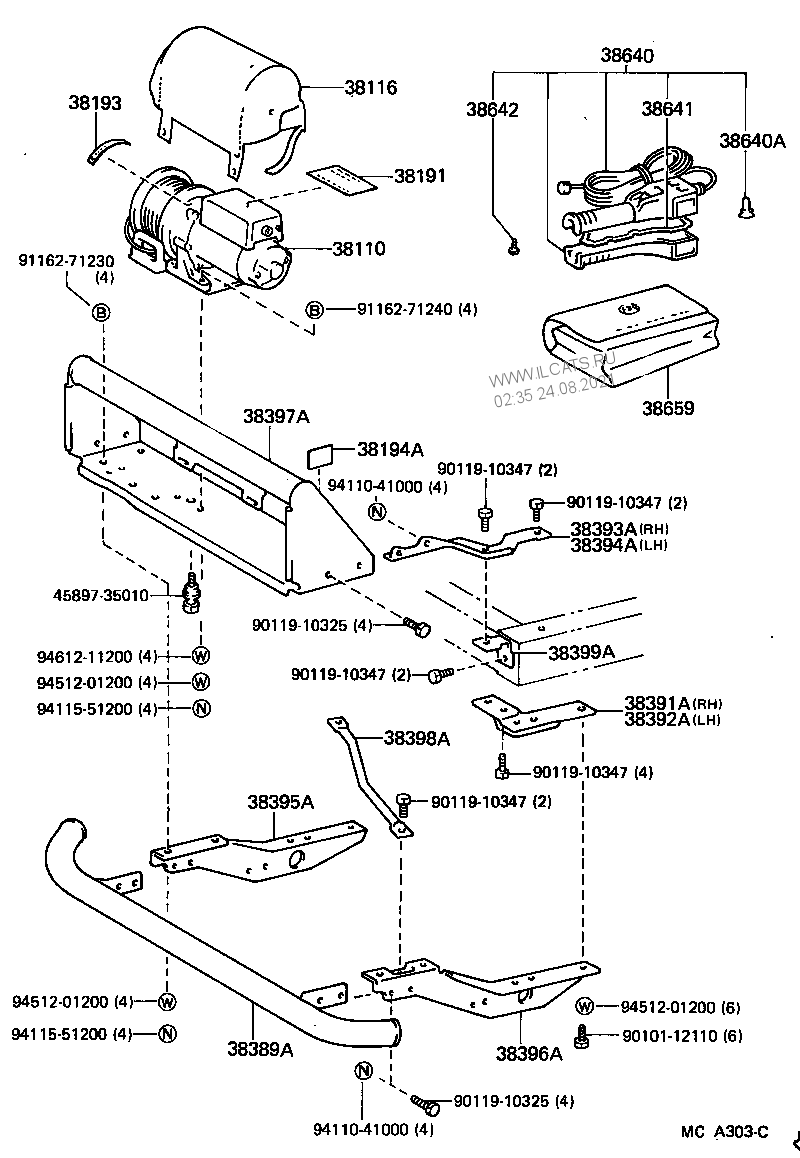 38640
38116
38193
38642
38641
38640A
38191
38110
91162-71230
(4)
B
B
91162-71240 (4)
WWW.ILCATS.RU
02:35 24.08.2021
38659
38397A
38194A
90119-10347 (2)
94110-41000 (4)
N
90119-10347 (2)
38393A (RH)
38394A (LH)
45897-35010
90119-10325 (4)
38399A
94612-11200 (4) W
90119-10347 (2)
94512-01200 (4) W
94115-51200 (4) N
38391A (RH)
38392A (LH)
38398A
90119-10347 (4)
38395A
90119-10347 (2)
94512-01200 (4) W
W 94512-01200 (6)
94115-51200 (4) N
90101-12110 (6)
38389A
38396A
N
90119-10325 (4)
94110-41000 (4)
MC A303-C